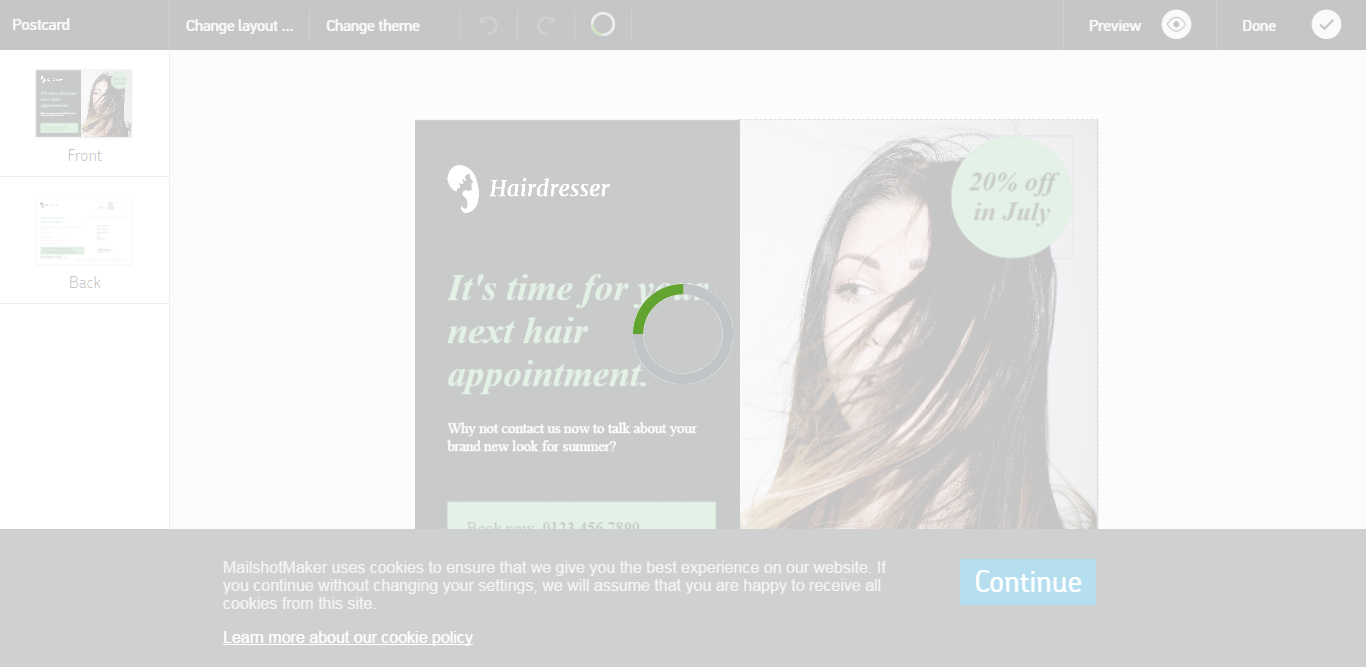 Postcard
Change layout ...
Change theme
Preview
Done
Front
Back
Hairdresser
20% off
in July
It's time for your
next hair
appointment.
Why not contact us now to talk about your
brand new look for summer?
Book now: 0123 456 7890
MailshotMaker uses cookies to ensure that we give you the best experience on our website. If
you continue without changing your settings, we will assume that you are happy to receive all
cookies from this site.
Continue
Learn more about our cookie policy